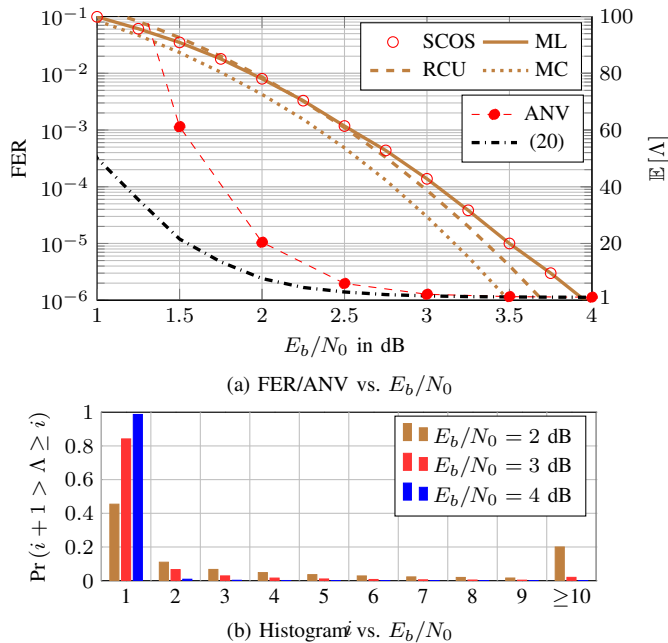 10^{-1}
10^{-2}
10^{-3}
10^{-4}
10^{-5}
10^{-6}
FER
SCOS
ML
RCU
MC
ANV
(20)
100
80
60
40
20
1
𝔼 [Λ]
1
1.5
2
2.5
3
3.5
4
E_b/N_0 in dB
(a) FER/ANV vs. E_b/N_0
Pr (i + 1 > Λ ≥ i)
1
0.8
0.6
0.4
0.2
0
E_b/N_0 = 2 dB
E_b/N_0 = 3 dB
E_b/N_0 = 4 dB
1
2
3
4
5
6
7
8
9
≥10
(b) Histogram i vs. E_b/N_0